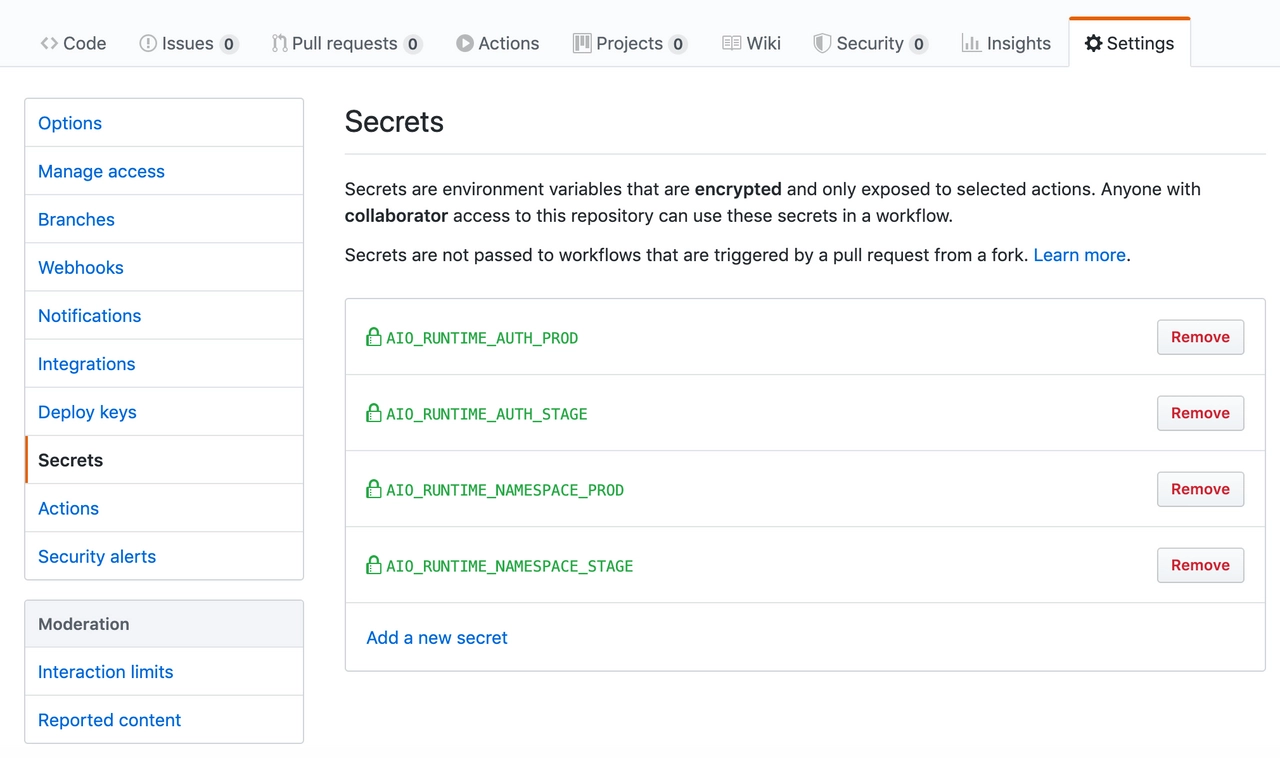 Code Issues 0 Pull requests 0 Actions Projects 0 Wiki Security 0 Insights Settings
Options
Manage access
Branches
Webhooks
Notifications
Integrations
Deploy keys
Secrets
Actions
Security alerts
Moderation
Interaction limits
Reported content
Secrets
Secrets are environment variables that are encrypted and only exposed to selected actions. Anyone with
collaborator access to this repository can use these secrets in a workflow.
Secrets are not passed to workflows that are triggered by a pull request from a fork. Learn more.
AIO_RUNTIME_AUTH_PROD Remove
AIO_RUNTIME_AUTH_STAGE Remove
AIO_RUNTIME_NAMESPACE_PROD Remove
AIO_RUNTIME_NAMESPACE_STAGE Remove
Add a new secret